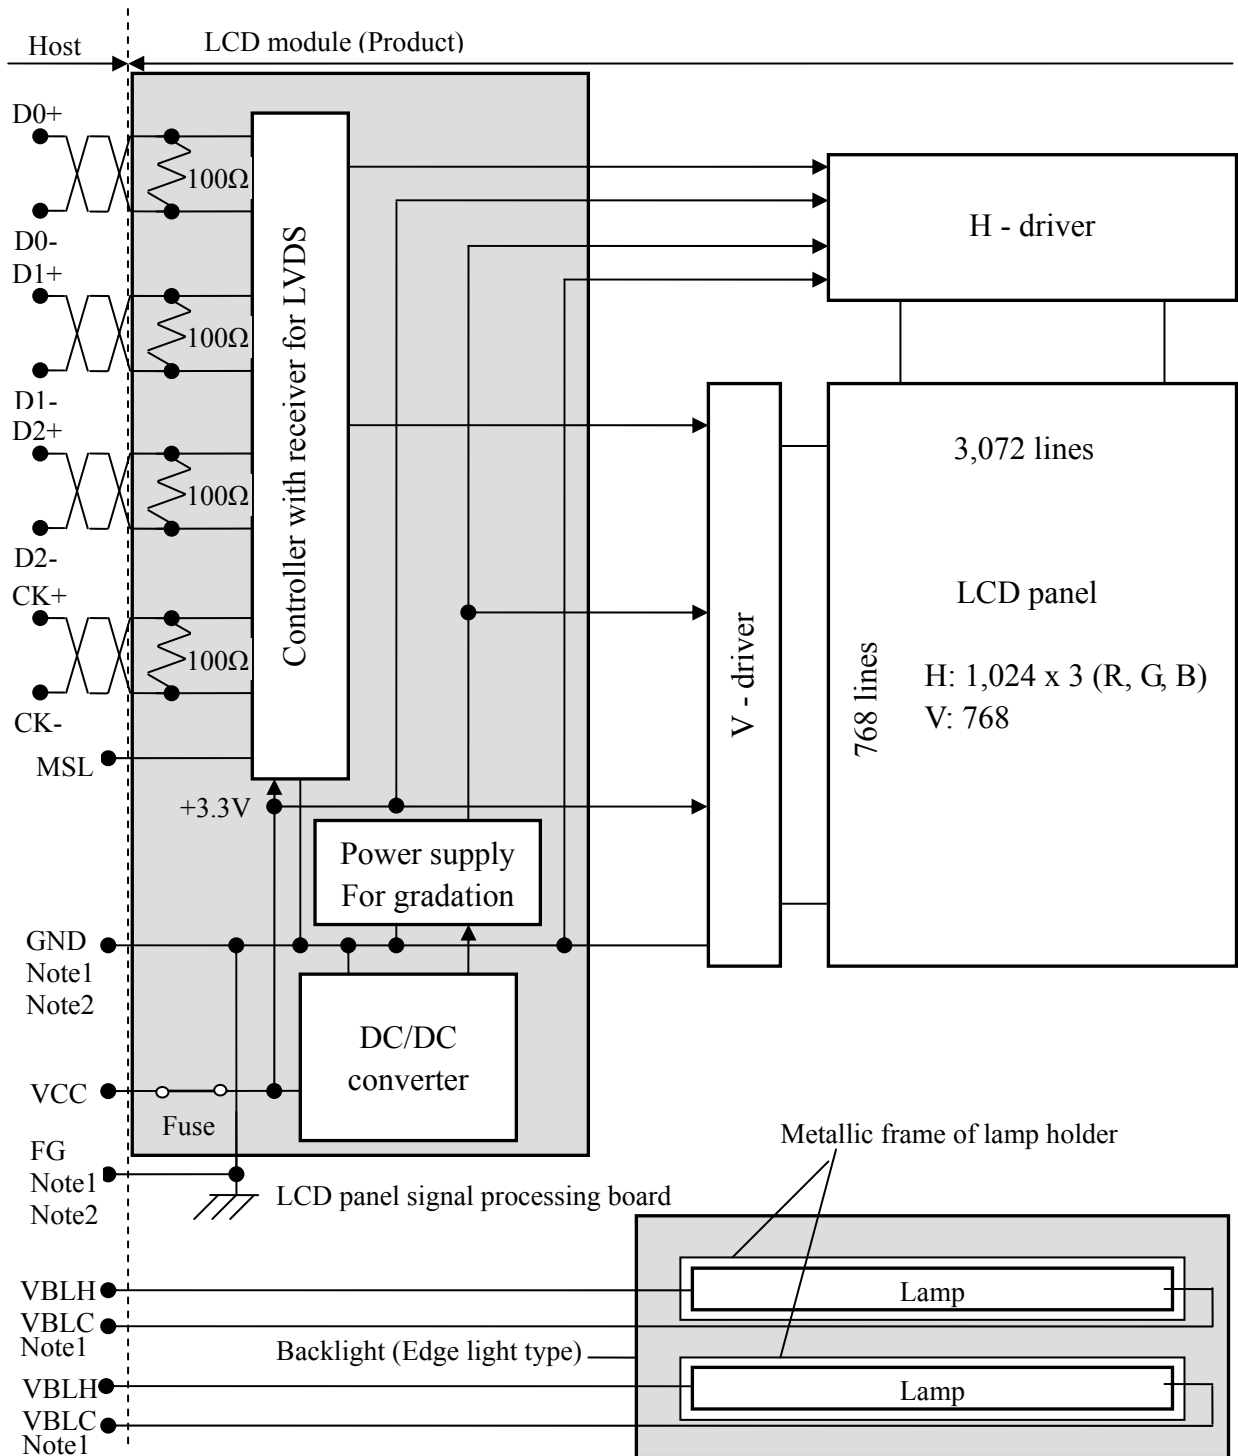 Host
LCD module (Product)
D0+
100Ω
D0-
D1+
100Ω
D1-
D2+
100Ω
D2-
CK+
100Ω
CK-
MSL
Controller with receiver for LVDS
+3.3V
Power supply
For gradation
GND
Note1
Note2
DC/DC
converter
VCC
Fuse
FG
Note1
Note2
LCD panel signal processing board
H - driver
V - driver
3,072 lines
768 lines
LCD panel
H: 1,024 x 3 (R, G, B)
V: 768
Metallic frame of lamp holder
VBLH
Lamp
VBLC
Note1
Backlight (Edge light type)
VBLH
Lamp
VBLC
Note1